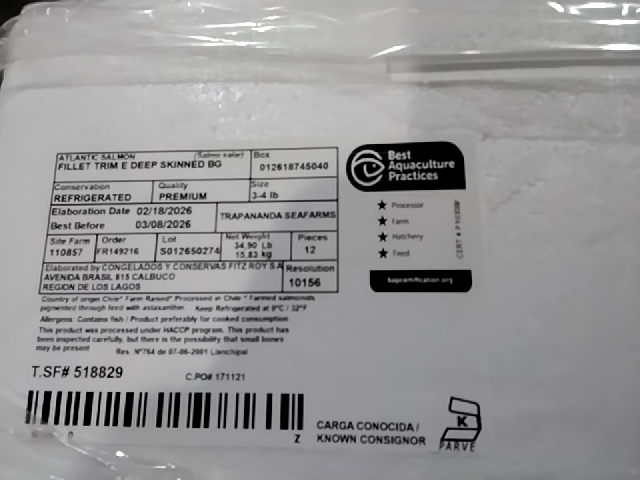 ATLANTIC SALMON (Salmo salar)
FILLET TRIM E DEEP SKINNED BG
Box
012618745040
Conservation
REFRIGERATED
Quality
PREMIUM
Size
3-4 lb
Elaboration Date 02/18/2026
Best Before 03/08/2026
TRAPANANDA SEAFARMS
Site Farm
110857
Order
FR149216
Lot
S012650274
Net Weight
34.90 Lb
15.83 kg
Pieces
12
Elaborated by CONGELADOS Y CONSERVAS FITZ ROY S.A
AVENIDA BRASIL 615 CALBUCO
REGION DE LOS LAGOS
Resolution
10156
Country of origin Chile* Farm Raised* Processed in Chile * Farmed salmonids
pigmented through feed with astaxanthin. Keep Refrigerated at 0°C / 32°F
Allergens: Contains fish / Product preferably for cooked consumption
This product was processed under HACCP program. This product has
been inspected carefully, but there is the possibility that small bones
may be present
Res. N°764 de 07-06-2001 Llanchipal
T.SF# 518829
C.PO# 171121
Z
CARGA CONOCIDA /
KNOWN CONSIGNOR
K
PARVE
Best
Aquaculture
Practices
Processor
Farm
Hatchery
Feed
bapcertification.org